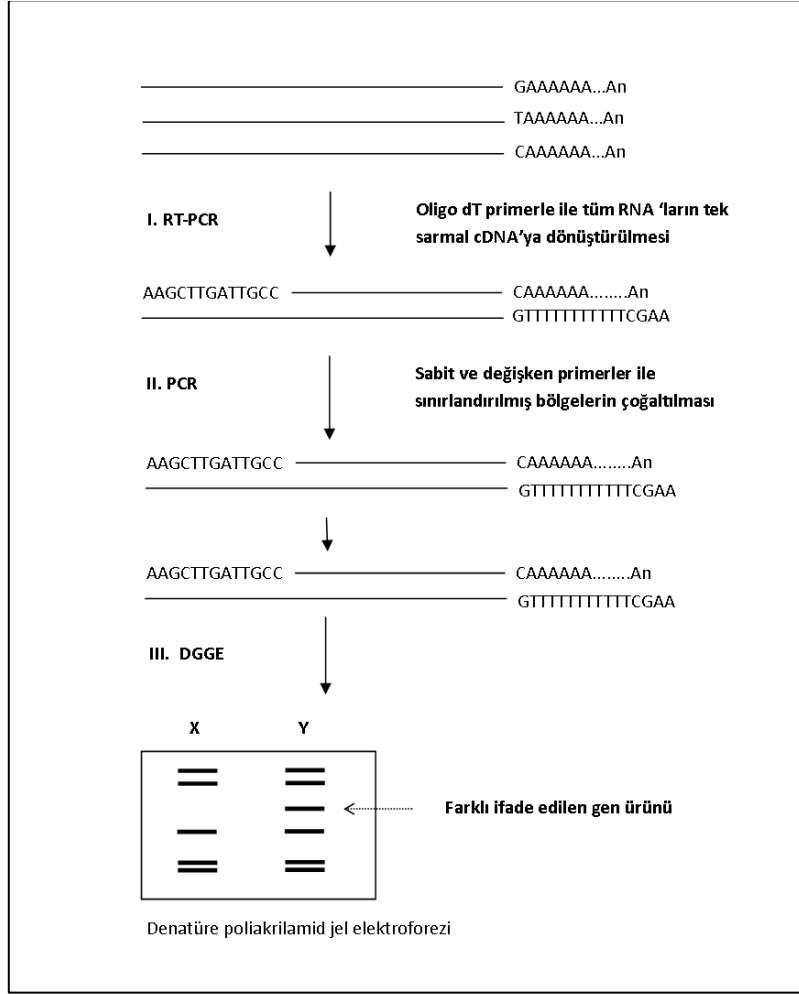 GAAAAAA...An
TAAAAAA...An
CAAAAAA...An
I. RT-PCR
Oligo dT primerle ile tüm RNA ‘ların tek
sarmal cDNA’ya dönüştürülmesi
AAGCTTGATTGCC CAAAAAA........An
GTTTTTTTTTTTCGAA
II. PCR
Sabit ve değişken primerler ile
sınırlandırılmış bölgelerin çoğaltılması
AAGCTTGATTGCC CAAAAAA........An
GTTTTTTTTTTTCGAA
AAGCTTGATTGCC CAAAAAA........An
GTTTTTTTTTTTCGAA
III. DGGE
X Y
Farklı ifade edilen gen ürünü
Denatüre poliakrilamid jel elektroforezi